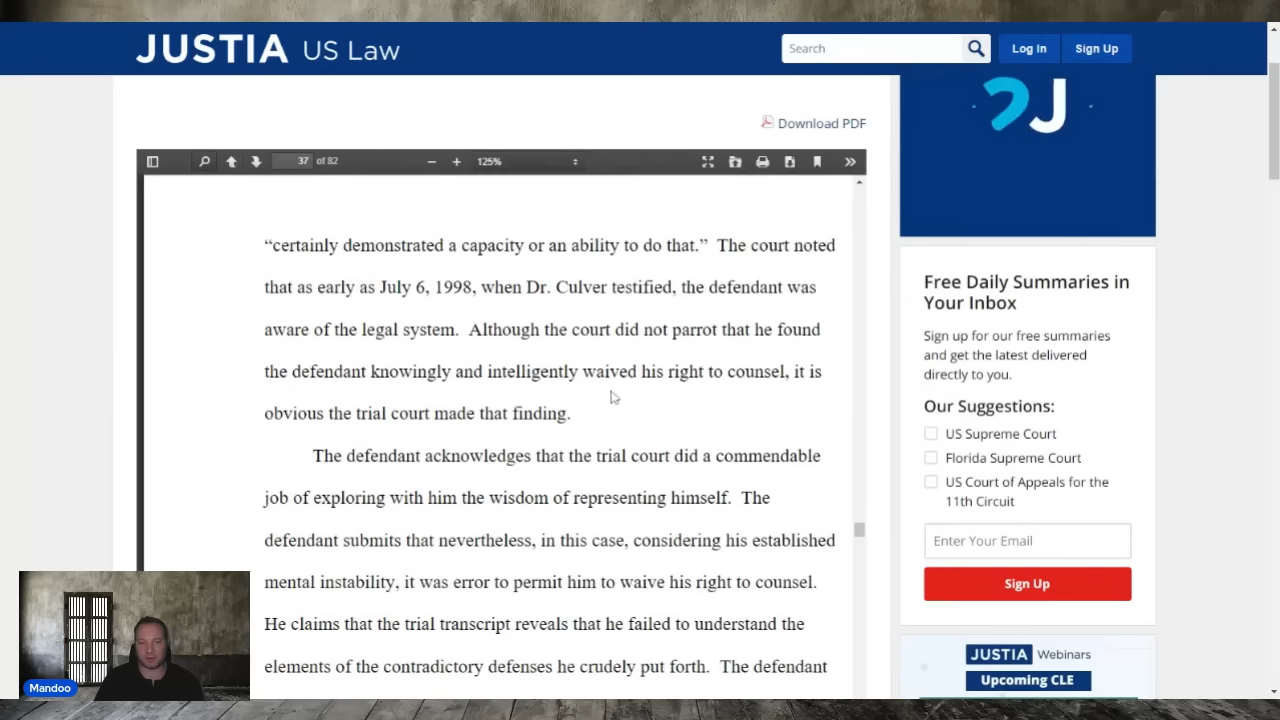 JUSTIA US Law
Search
Log In
Sign Up
Download PDF
37 of 82
125%
“certainly demonstrated a capacity or an ability to do that.” The court noted
that as early as July 6, 1998, when Dr. Culver testified, the defendant was
aware of the legal system. Although the court did not parrot that he found
the defendant knowingly and intelligently waived his right to counsel, it is
obvious the trial court made that finding.
The defendant acknowledges that the trial court did a commendable
job of exploring with him the wisdom of representing himself. The
defendant submits that nevertheless, in this case, considering his established
mental instability, it was error to permit him to waive his right to counsel.
He claims that the trial transcript reveals that he failed to understand the
elements of the contradictory defenses he crudely put forth. The defendant
J
Free Daily Summaries in
Your Inbox
Sign up for our free summaries
and get the latest delivered
directly to you.
Our Suggestions:
US Supreme Court
Florida Supreme Court
US Court of Appeals for the
11th Circuit
Enter Your Email
Sign Up
JUSTIA Webinars
Upcoming CLE
Mandoo